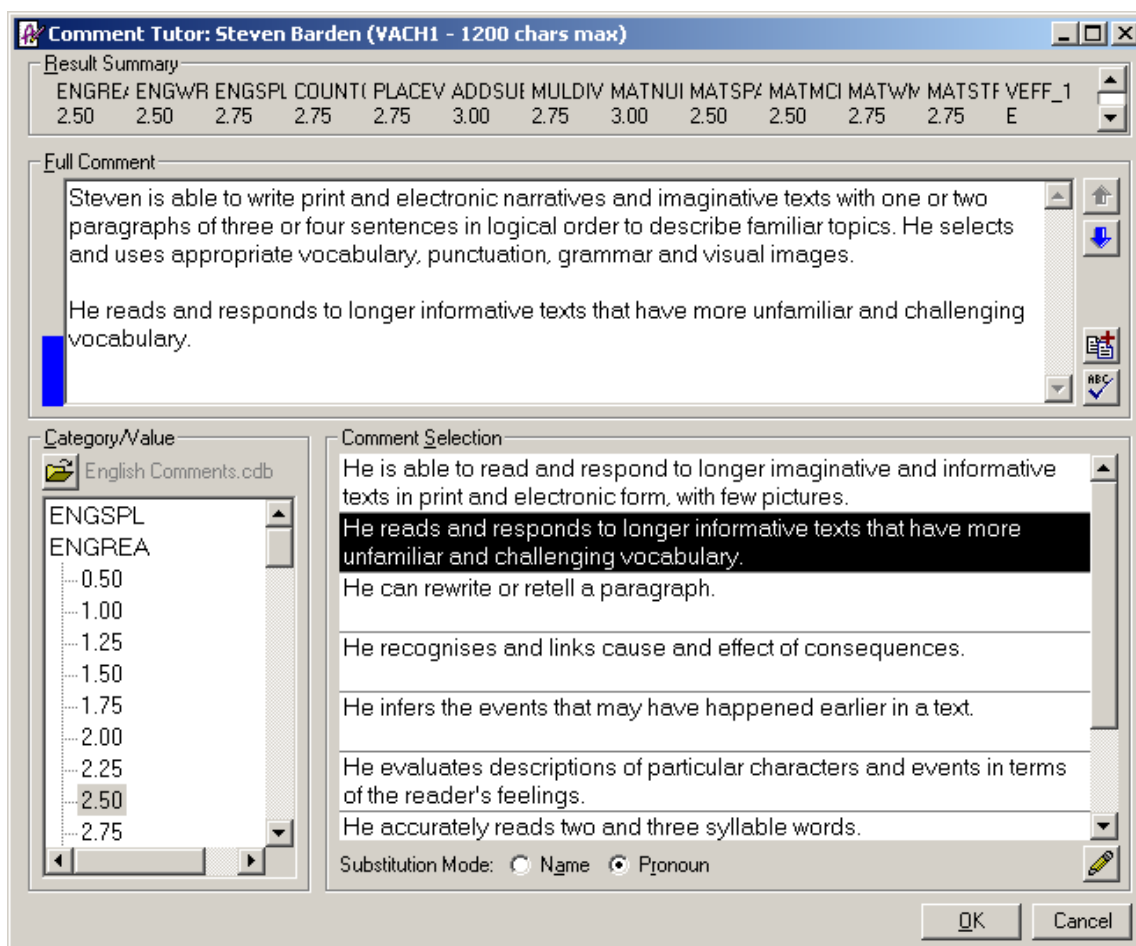 Comment Tutor: Steven Barden (VACH1 - 1200 chars max)
Result Summary
ENGREA ENGWR ENGSPL COUNT( PLACEV ADDSUE MULDIV MATNUI MATSPA MATMCI MATWM MATSTF VEFF_1
2.50 2.50 2.75 2.75 2.75 3.00 2.75 3.00 2.50 2.50 2.75 2.75 E
Full Comment
Steven is able to write print and electronic narratives and imaginative texts with one or two
paragraphs of three or four sentences in logical order to describe familiar topics. He selects
and uses appropriate vocabulary, punctuation, grammar and visual images.
He reads and responds to longer informative texts that have more unfamiliar and challenging
vocabulary.
ABC
Category/Value
English Comments.cdb
ENGSPL
ENGREA
0.50
1.00
1.25
1.50
1.75
2.00
2.25
2.50
2.75
Comment Selection
He is able to read and respond to longer imaginative and informative
texts in print and electronic form, with few pictures.
He reads and responds to longer informative texts that have more
unfamiliar and challenging vocabulary.
He can rewrite or retell a paragraph.
He recognises and links cause and effect of consequences.
He infers the events that may have happened earlier in a text.
He evaluates descriptions of particular characters and events in terms
of the reader's feelings.
He accurately reads two and three syllable words.
Substitution Mode: Name Pronoun
OK Cancel